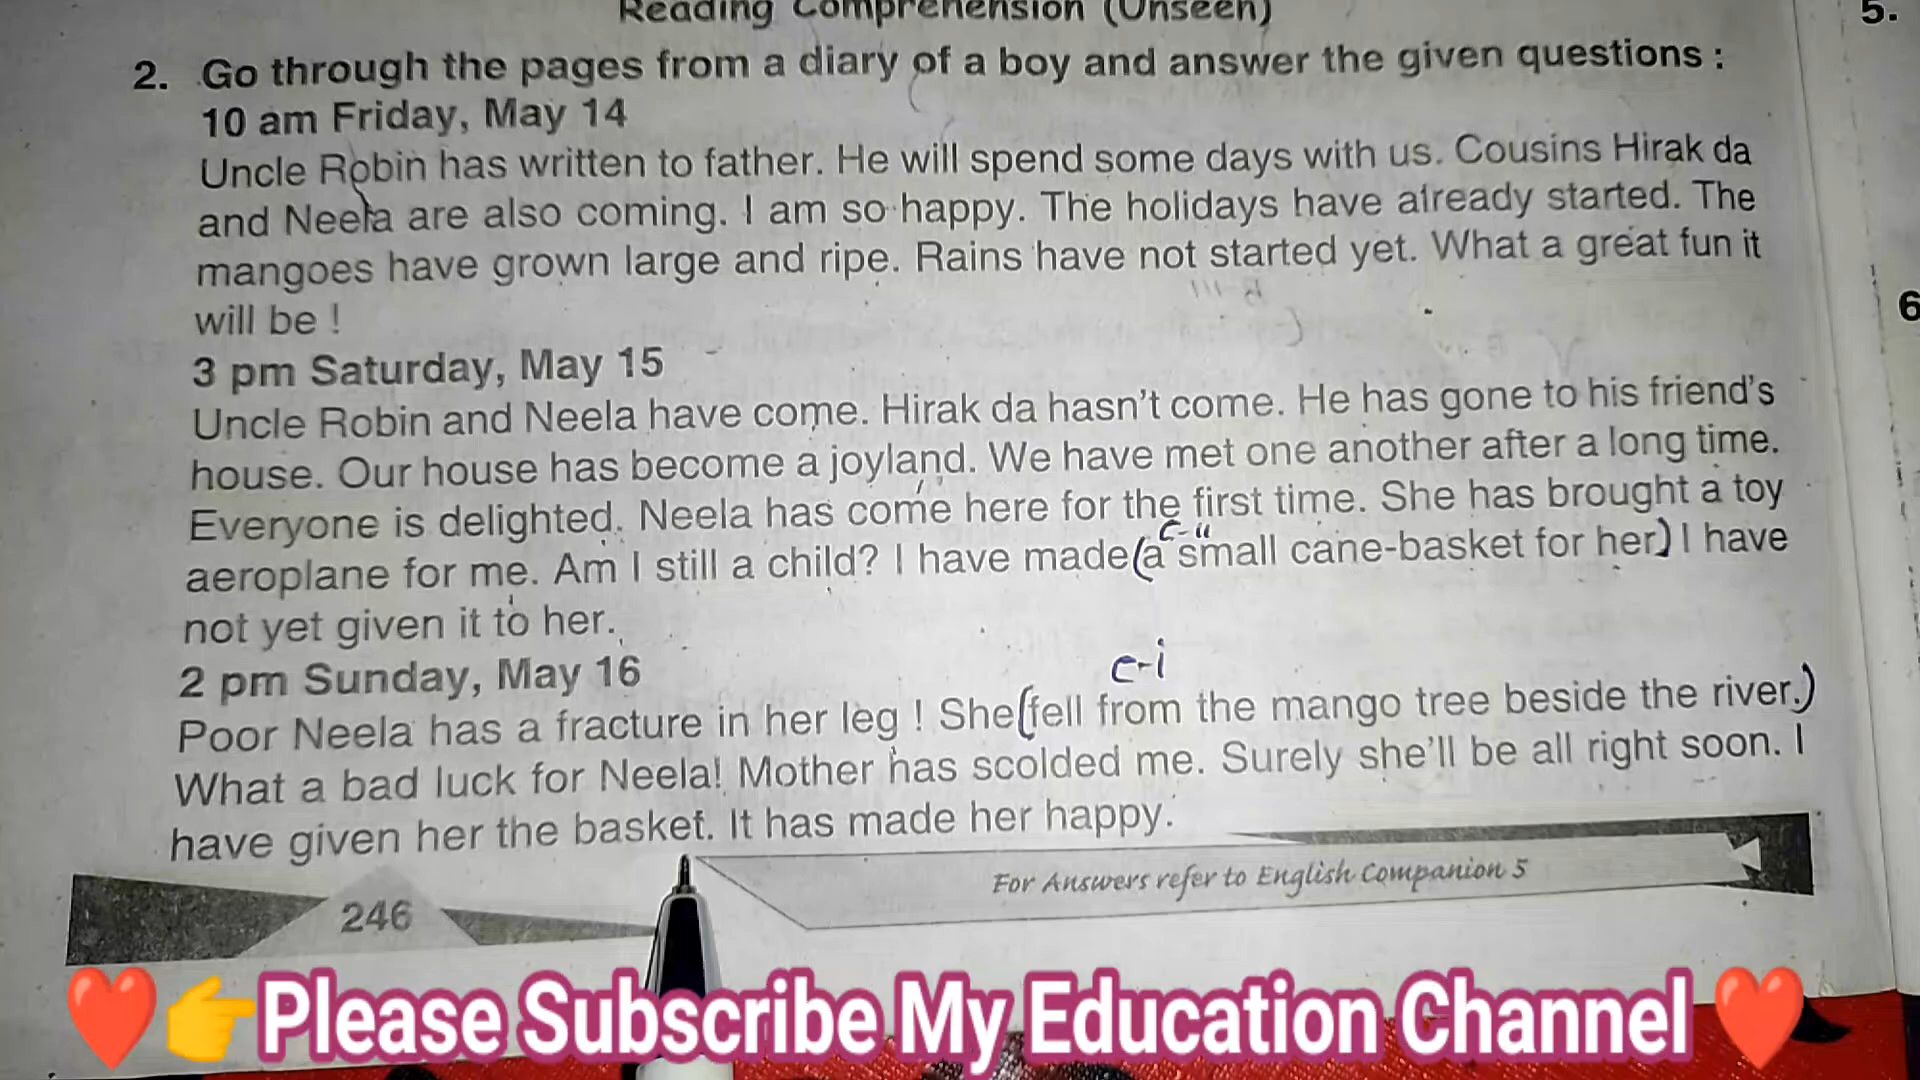 Reading Comprehension (Unseen)
5.
2. Go through the pages from a diary of a boy and answer the given questions :
10 am Friday, May 14
Uncle Robin has written to father. He will spend some days with us. Cousins Hirak da
and Neela are also coming. I am so happy. The holidays have already started. The
mangoes have grown large and ripe. Rains have not started yet. What a great fun it
will be !
6
3 pm Saturday, May 15
Uncle Robin and Neela have come. Hirak da hasn't come. He has gone to his friend's
house. Our house has become a joyland. We have met one another after a long time.
Everyone is delighted. Neela has come here for the first time. She has brought a toy
c-ii
aeroplane for me. Am I still a child? I have made (a small cane-basket for her.) I have
not yet given it to her.
2 pm Sunday, May 16
c-i
Poor Neela has a fracture in her leg ! She (fell from the mango tree beside the river.)
What a bad luck for Neela! Mother has scolded me. Surely she'll be all right soon. I
have given her the basket. It has made her happy.
For Answers refer to English Companion 5
246
❤️👉Please Subscribe My Education Channel ❤️